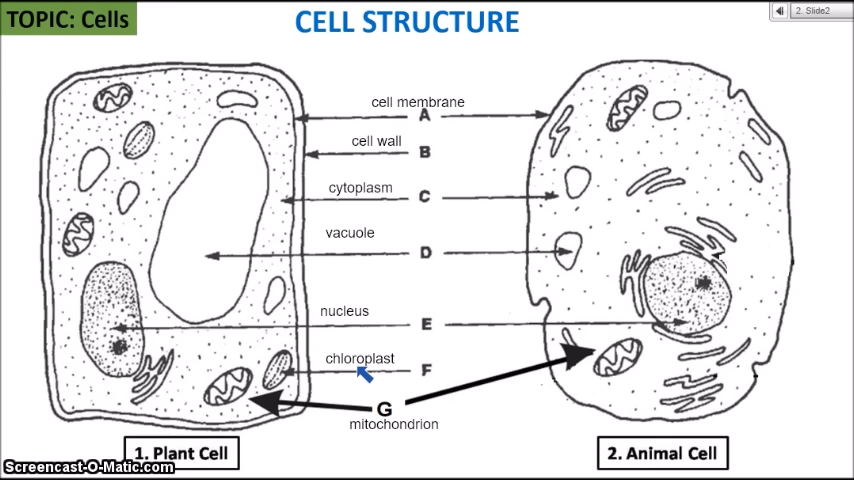 TOPIC: Cells
CELL STRUCTURE
2. Slide2
cell membrane
A
cell wall
B
cytoplasm
C
vacuole
D
nucleus
E
chloroplast
F
G
mitochondrion
1. Plant Cell
2. Animal Cell
Screencast-O-Matic.com